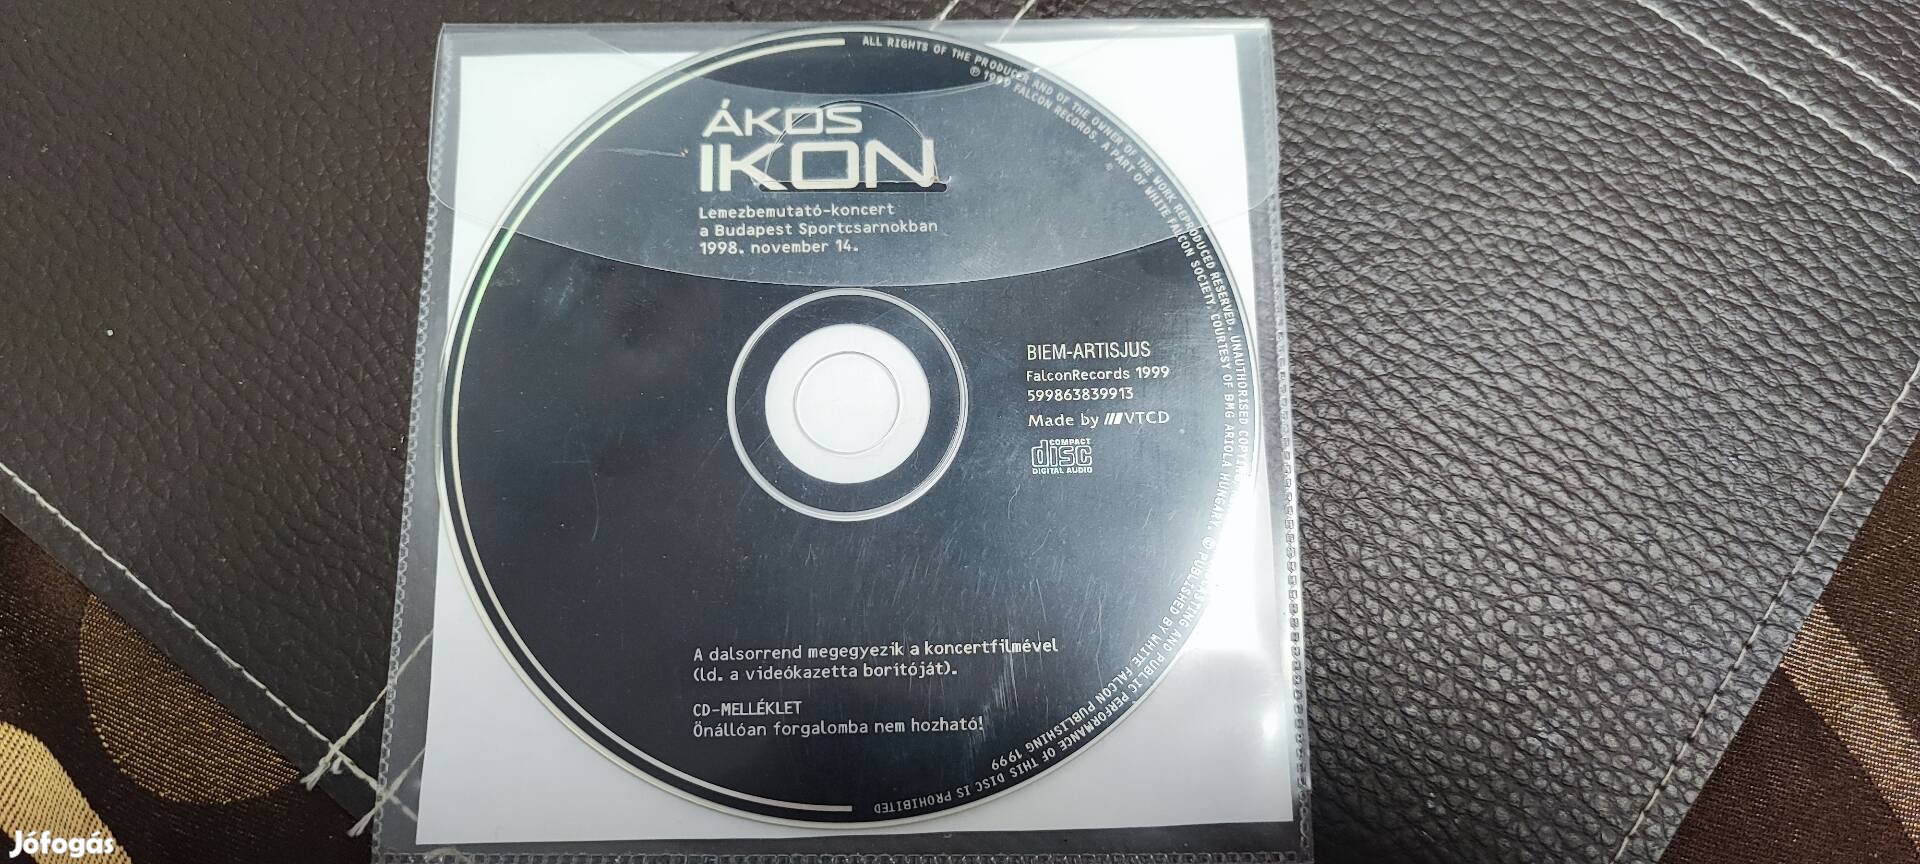 ÁKOS
IKON
Lemezbemutató-koncert
a Budapest Sportcsarnokban
1998. november 14.
BIEM-ARTISJUS
FalconRecords 1999
599863839913
Made by VTCD
COMPACT
disc
DIGITAL AUDIO
A dalsorrend megegyezik a koncertfilmével
(ld. a videókazetta borítóját).
CD-MELLÉKLET
Önállóan forgalomba nem hozható!
ALL RIGHTS OF THE PRODUCER AND OF THE OWNER OF THE WORK REPRODUCED RESERVED. UNAUTHORISED AND PUBLIC PERFORMANCE OF THIS DISC IS PROHIBITED
℗ 1999 FALCON RECORDS. A PART OF WHITE FALCON SOCIETY. COURTESY OF BMG ARIOLA HUNGARY. © PUBLISHED BY WHITE FALCON PUBLISHING 1999
Jófogás